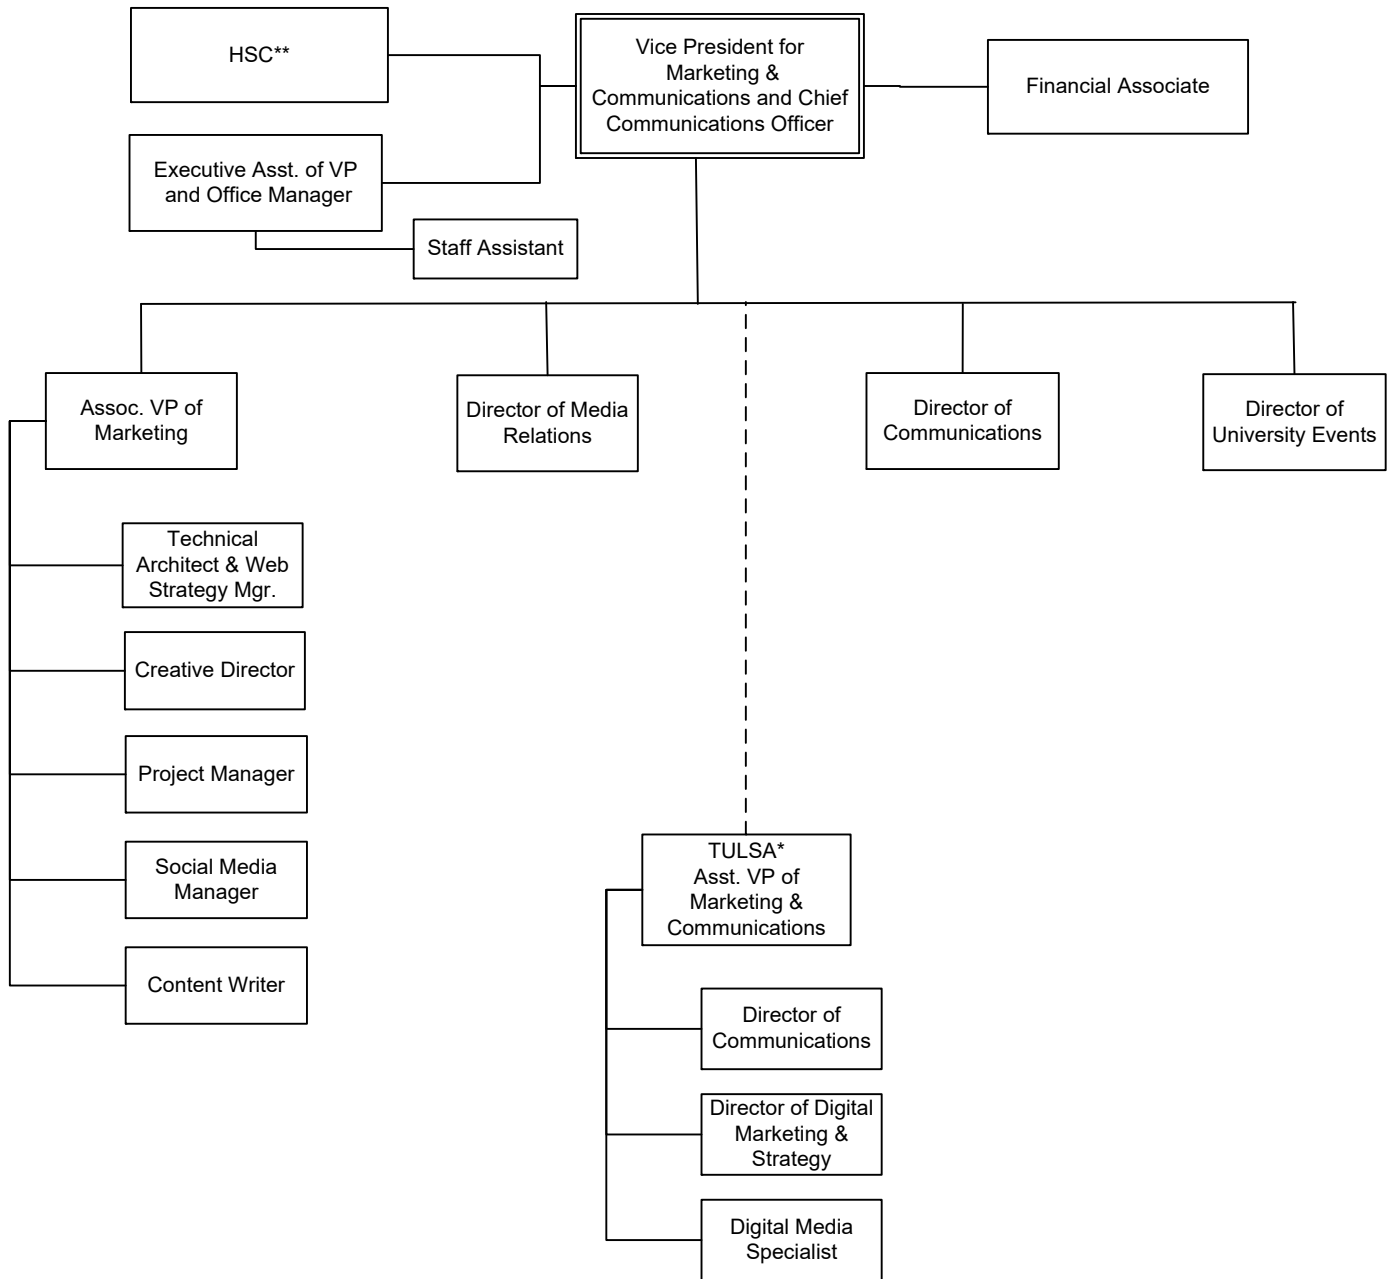 HSC**
Vice President for
Marketing &
Communications and Chief
Communications Officer
Financial Associate
Executive Asst. of VP
and Office Manager
Staff Assistant
Assoc. VP of
Marketing
Director of Media
Relations
Director of
Communications
Director of
University Events
Technical
Architect & Web
Strategy Mgr.
Creative Director
Project Manager
Social Media
Manager
Content Writer
TULSA*
Asst. VP of
Marketing &
Communications
Director of
Communications
Director of Digital
Marketing &
Strategy
Digital Media
Specialist